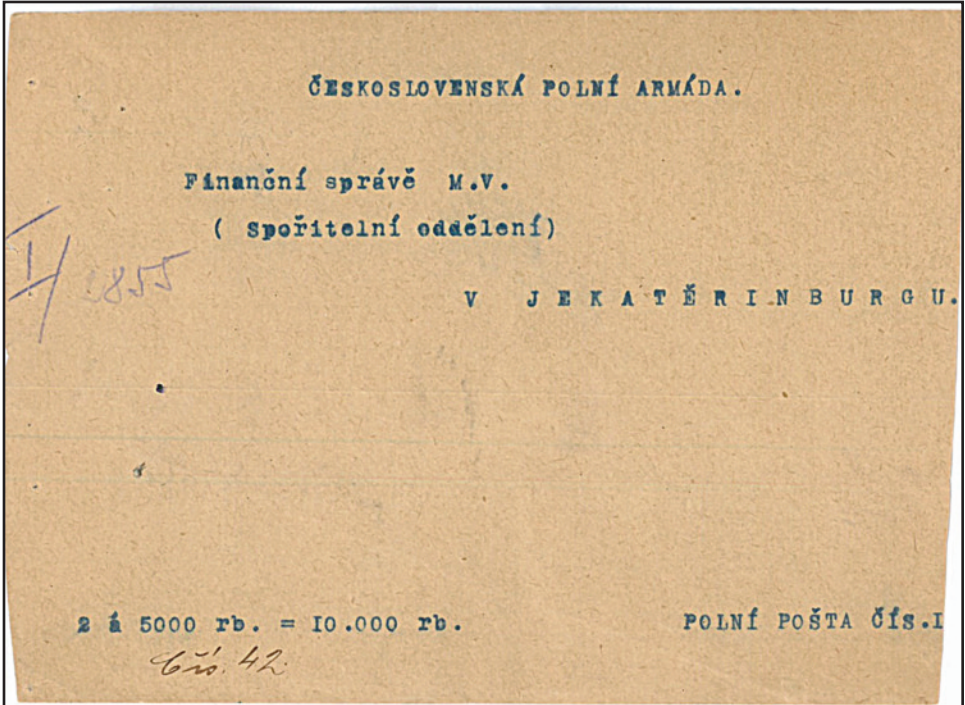 ČESKOSLOVENSKÁ POLNÍ ARMÁDA.
Finanční správě M.V.
( Spořitelní oddělení)
I/ 2855
V JEKATĚRINBURGU.
2 á 5000 rb. = I0.000 rb.
POLNÍ POŠTA ČÍS.I
Čís. 42.